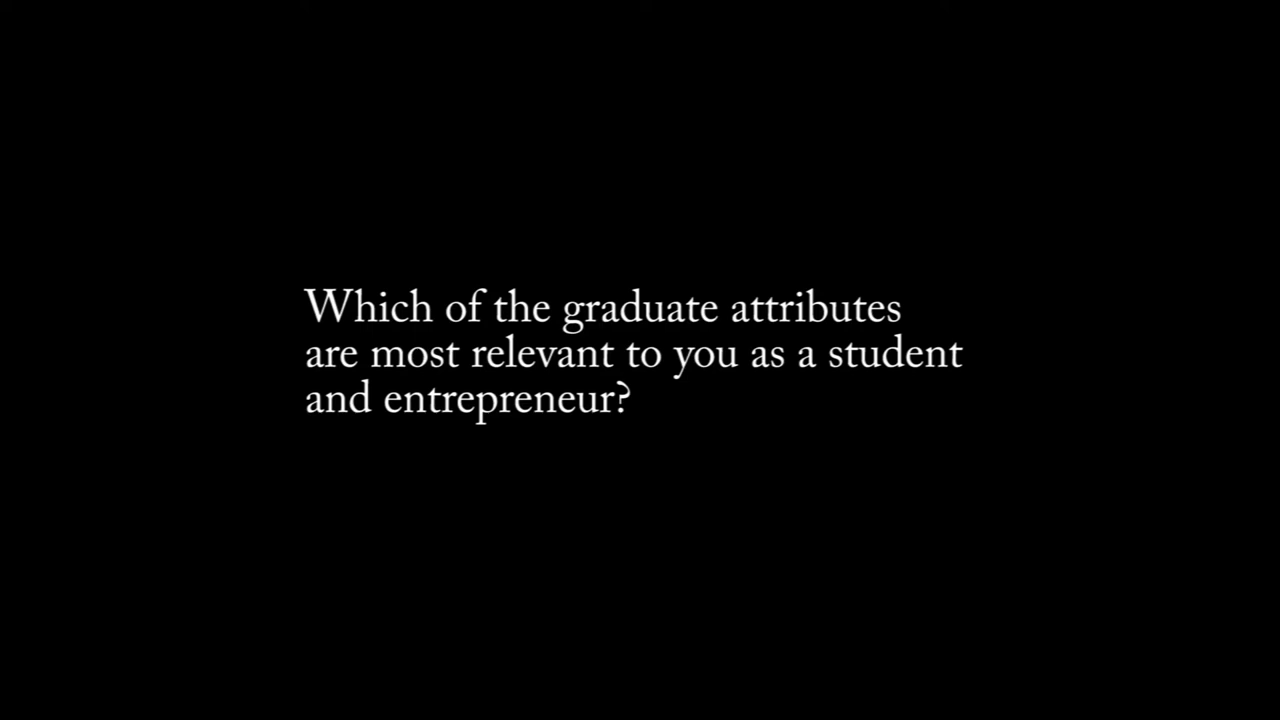 Which of the graduate attributes
are most relevant to you as a student
and entrepreneur?